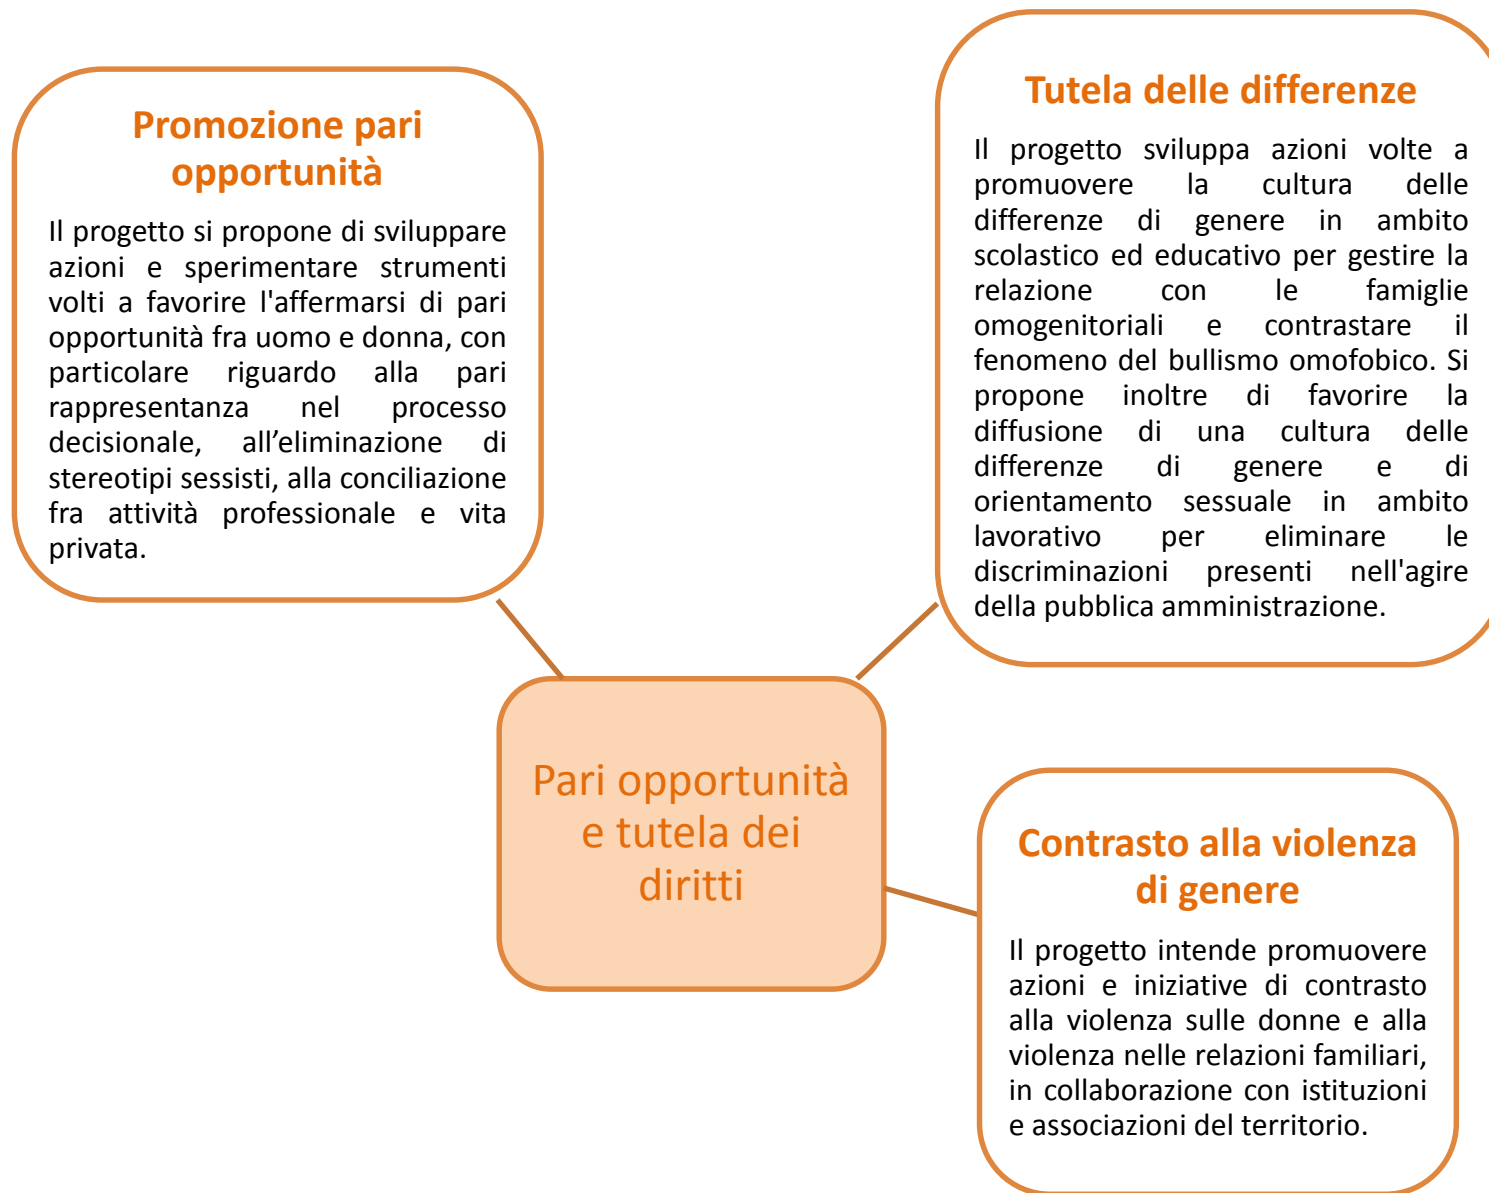 Promozione pari
opportunità
Il progetto si propone di sviluppare
azioni e sperimentare strumenti
volti a favorire l'affermarsi di pari
opportunità fra uomo e donna, con
particolare riguardo alla pari
rappresentanza nel processo
decisionale, all’eliminazione di
stereotipi sessisti, alla conciliazione
fra attività professionale e vita
privata.
Tutela delle differenze
Il progetto sviluppa azioni volte a
promuovere la cultura delle
differenze di genere in ambito
scolastico ed educativo per gestire la
relazione con le famiglie
omogenitoriali e contrastare il
fenomeno del bullismo omofobico. Si
propone inoltre di favorire la
diffusione di una cultura delle
differenze di genere e di
orientamento sessuale in ambito
lavorativo per eliminare le
discriminazioni presenti nell'agire
della pubblica amministrazione.
Pari opportunità
e tutela dei
diritti
Contrasto alla violenza
di genere
Il progetto intende promuovere
azioni e iniziative di contrasto
alla violenza sulle donne e alla
violenza nelle relazioni familiari,
in collaborazione con istituzioni
e associazioni del territorio.